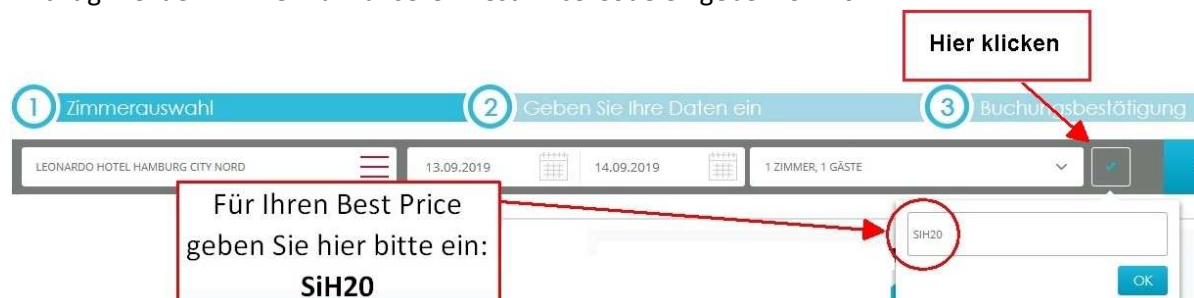 Hier klicken
1 Zimmerauswahl
2 Geben Sie Ihre Daten ein
3 Buchungsbestätigung
LEONARDO HOTEL HAMBURG CITY NORD
13.09.2019
14.09.2019
1 ZIMMER, 1 GÄSTE
Für Ihren Best Price
geben Sie hier bitte ein:
SiH20
SIH20
OK